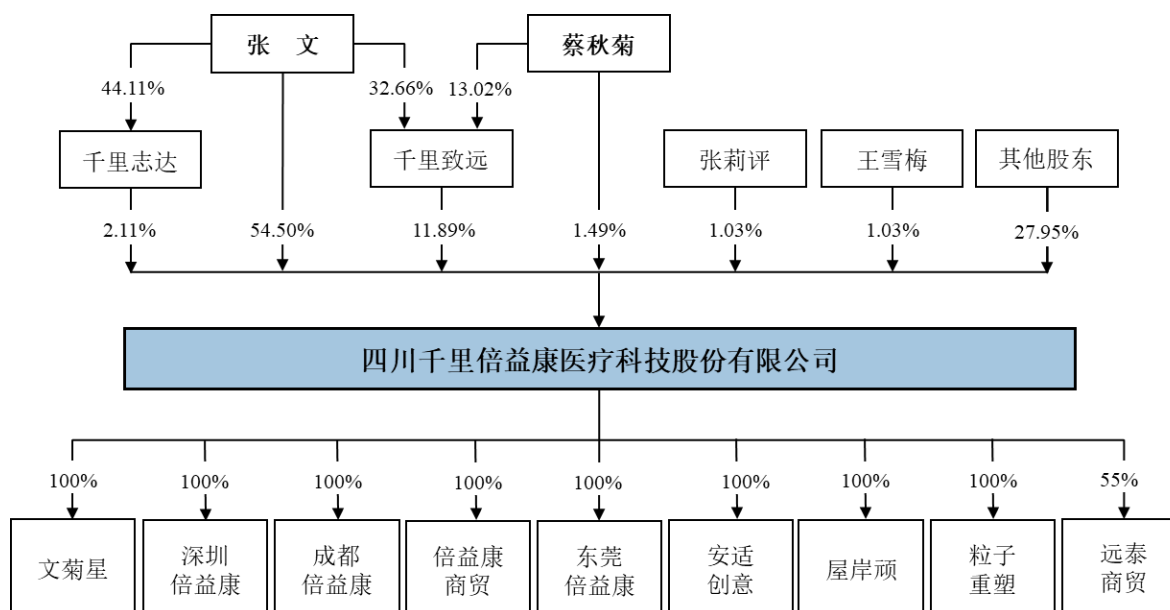 张 文
蔡秋菊
44.11%
32.66%
13.02%
千里志达
千里致远
张莉评
王雪梅
其他股东
2.11%
54.50%
11.89%
1.49%
1.03%
1.03%
27.95%
四川千里倍益康医疗科技股份有限公司
100%
100%
100%
100%
100%
100%
100%
100%
55%
文菊星
深圳
倍益康
成都
倍益康
倍益康
商贸
东莞
倍益康
安适
创意
屋岸顽
粒子
重塑
远泰
商贸